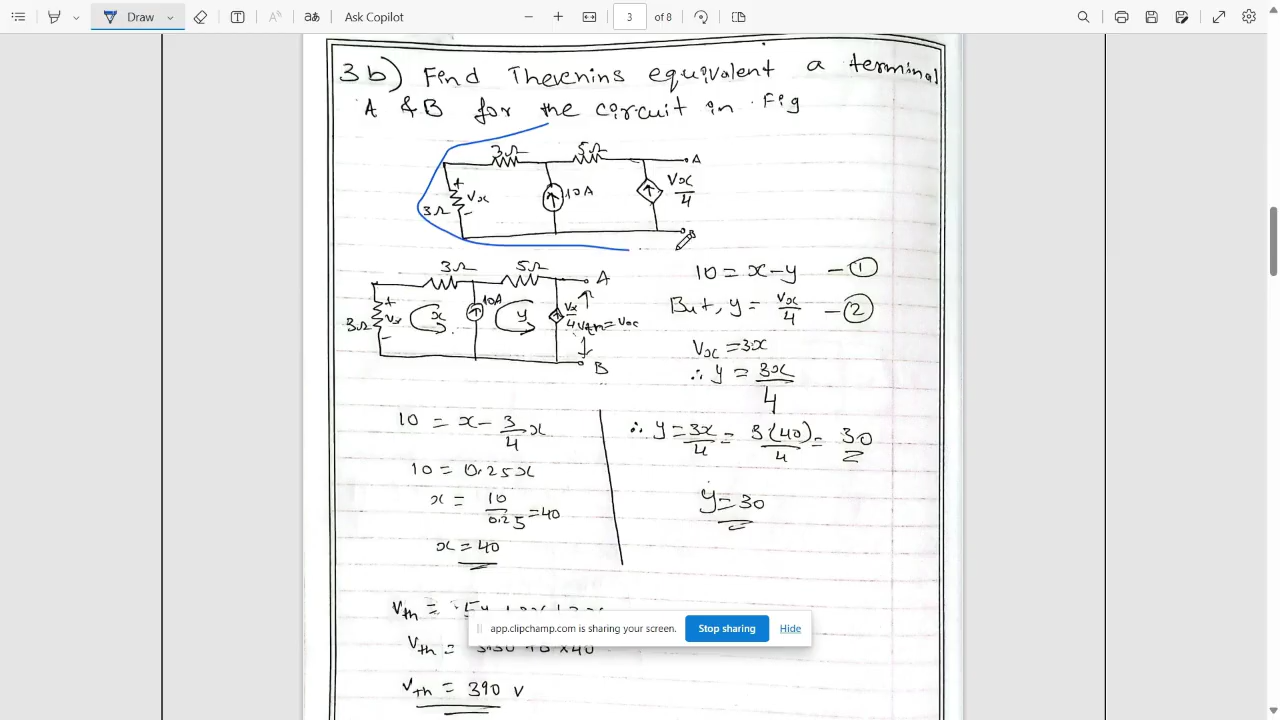 Draw
Ask Copilot
3 of 8
3b) Find Thevenins equivalent a terminal
A & B for the circuit in Fig
3Ω 5Ω A
+ Vx - 3Ω 10A Vx/4
3Ω 5Ω A
3Ω + Vx - x 10A y Vx/4 Vth = Voc
B
10 = x - y - ①
But, y = Vx/4 - ②
Vx = 3x
∴ y = 3x/4
10 = x - 3/4 x
10 = 0.25x
x = 10/0.25 = 40
x = 40
∴ y = 3x/4 = 3(40)/4 = 30
y = 30
Vth =
Vth =
Vth = 390 V
app.clipchamp.com is sharing your screen. Stop sharing Hide